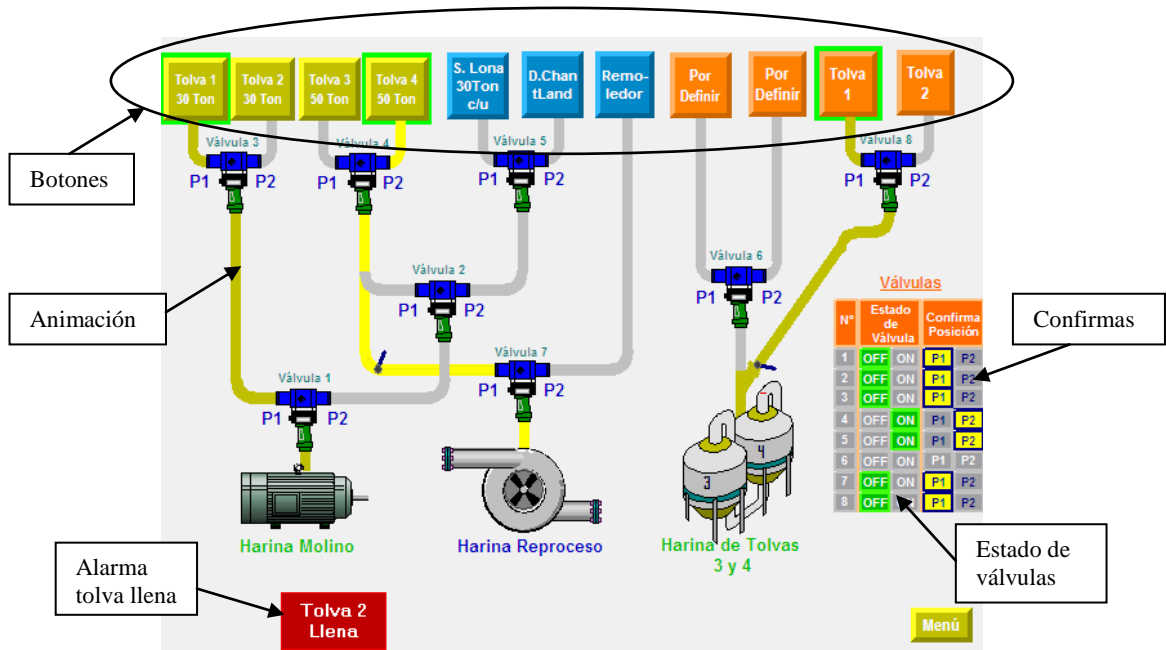 Tolva 1
30 Ton
Tolva 2
30 Ton
Tolva 3
50 Ton
Tolva 4
50 Ton
S. Lona
30Ton
c/u
D.Chan
tLand
Remo-
ledor
Por
Definir
Por
Definir
Tolva
1
Tolva
2
Botones
Válvula 3
P1 P2
Válvula 4
P1 P2
Válvula 5
P1 P2
Válvula 8
P1 P2
Animación
Válvula 2
P1 P2
Válvula 6
P1 P2
Válvula 1
P1 P2
Válvula 7
P1 P2
Válvulas
N° Estado de Válvula Confirma Posición
1 OFF ON P1 P2
2 OFF ON P1 P2
3 OFF ON P1 P2
4 OFF ON P1 P2
5 OFF ON P1 P2
6 OFF ON P1 P2
7 OFF ON P1 P2
8 OFF P1 P2
Confirmas
3
4
Harina Molino
Harina Reproceso
Harina de Tolvas
3 y 4
Estado de
válvulas
Alarma
tolva llena
Tolva 2
Llena
Menú